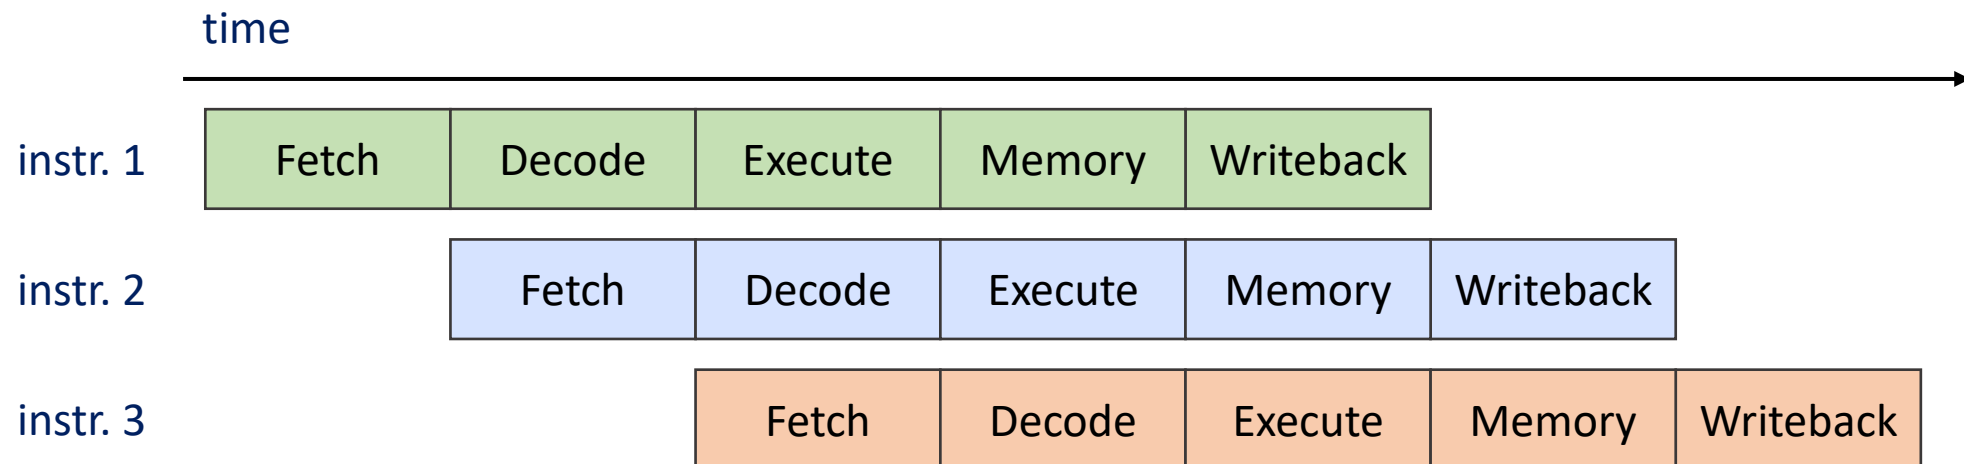 time
instr. 1 Fetch Decode Execute Memory Writeback
instr. 2 Fetch Decode Execute Memory Writeback
instr. 3 Fetch Decode Execute Memory Writeback